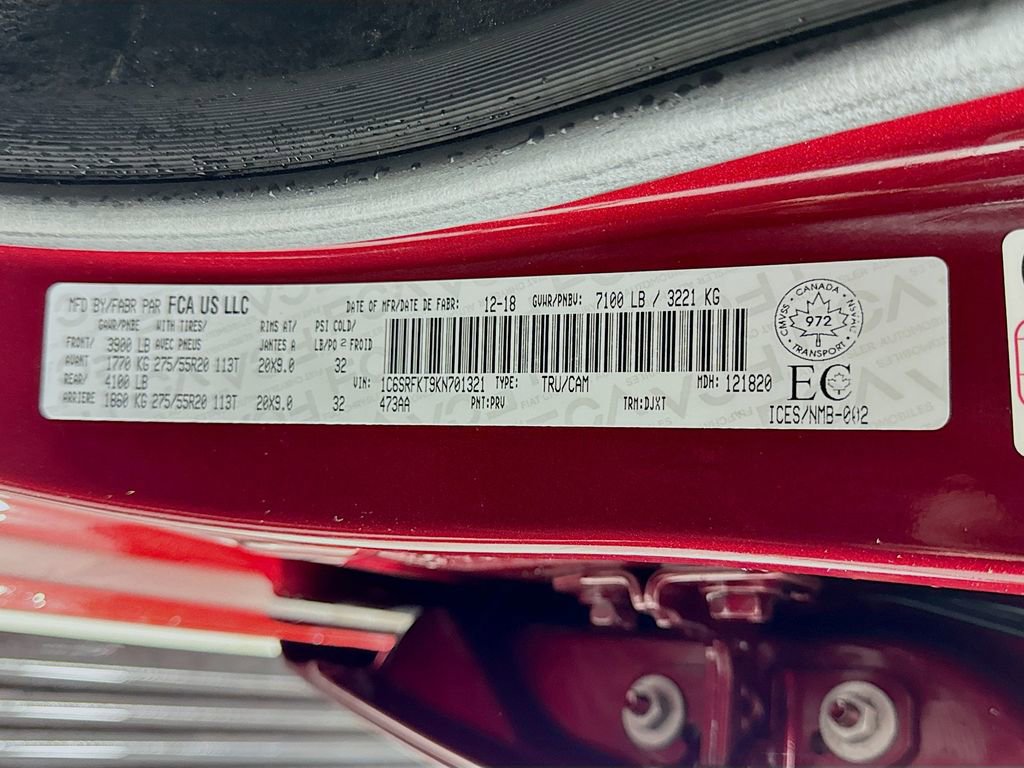 MFD BY/FABR PAR FCA US LLC DATE OF MFR/DATE DE FABR: 12-18 GVWR/PNBV: 7100 LB / 3221 KG
GAWR/PNBE WITH TIRES/ RIMS AT/ PSI COLD/
FRONT/ 3900 LB AVEC PNEUS JANTES A LB/PO 2 FROID
AVANT 1770 KG 275/55R20 113T 20X9.0 32
REAR/ 4100 LB
ARRIERE 1860 KG 275/55R20 113T 20X9.0 32
VIN: 1C6SRFKT9KN701321 TYPE: TRU/CAM MDH: 121820
473AA PNT:PRV TRM:DJXT
CANADA
CMVSS - NSVAC
972
TRANSPORT
EC
ICES/NMB-002